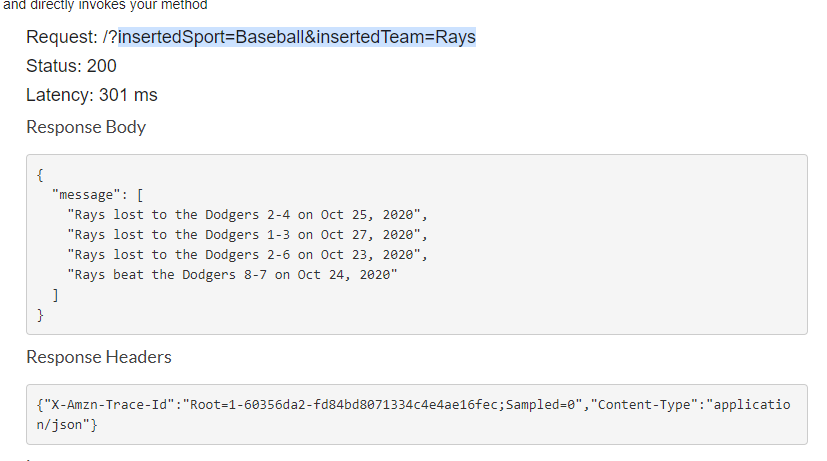 and directly invokes your method
Request: /?insertedSport=Baseball&insertedTeam=Rays
Status: 200
Latency: 301 ms
Response Body
{
"message": [
"Rays lost to the Dodgers 2-4 on Oct 25, 2020",
"Rays lost to the Dodgers 1-3 on Oct 27, 2020",
"Rays lost to the Dodgers 2-6 on Oct 23, 2020",
"Rays beat the Dodgers 8-7 on Oct 24, 2020"
]
}
Response Headers
{"X-Amzn-Trace-Id":"Root=1-60356da2-fd84bd8071334c4e4ae16fec;Sampled=0","Content-Type":"applicatio
n/json"}